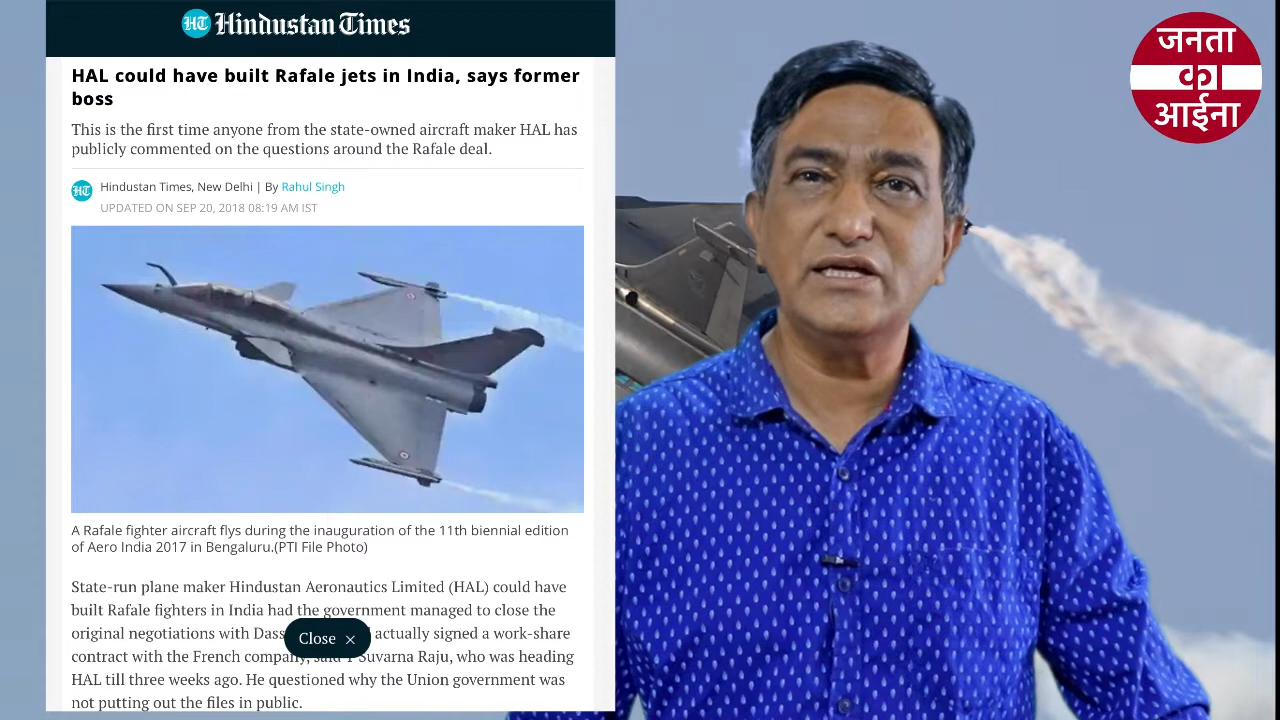 Hindustan Times
HAL could have built Rafale jets in India, says former
boss
This is the first time anyone from the state-owned aircraft maker HAL has
publicly commented on the questions around the Rafale deal.
HT
Hindustan Times, New Delhi | By Rahul Singh
UPDATED ON SEP 20, 2018 08:19 AM IST
A Rafale fighter aircraft flys during the inauguration of the 11th biennial edition
of Aero India 2017 in Bengaluru.(PTI File Photo)
State-run plane maker Hindustan Aeronautics Limited (HAL) could have
built Rafale fighters in India had the government managed to close the
original negotiations with actually signed a work-share
Close ×
contract with the French company, Suvarna Raju, who was heading
HAL till three weeks ago. He questioned why the Union government was
not putting out the files in public.
जनता
का
आईना